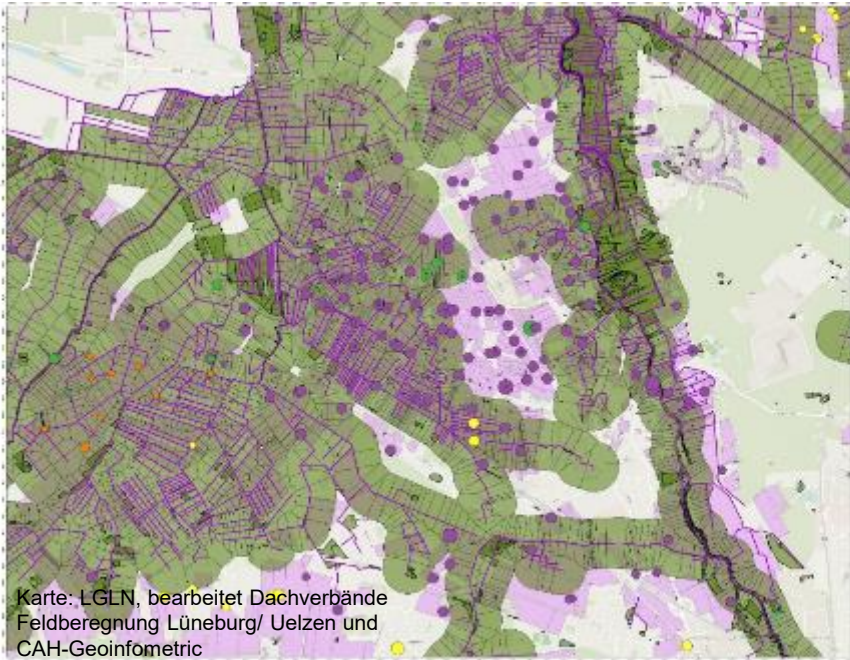 Karte: LGLN, bearbeitet Dachverbände
Feldberegnung Lüneburg/ Uelzen und
CAH-Geoinfometric